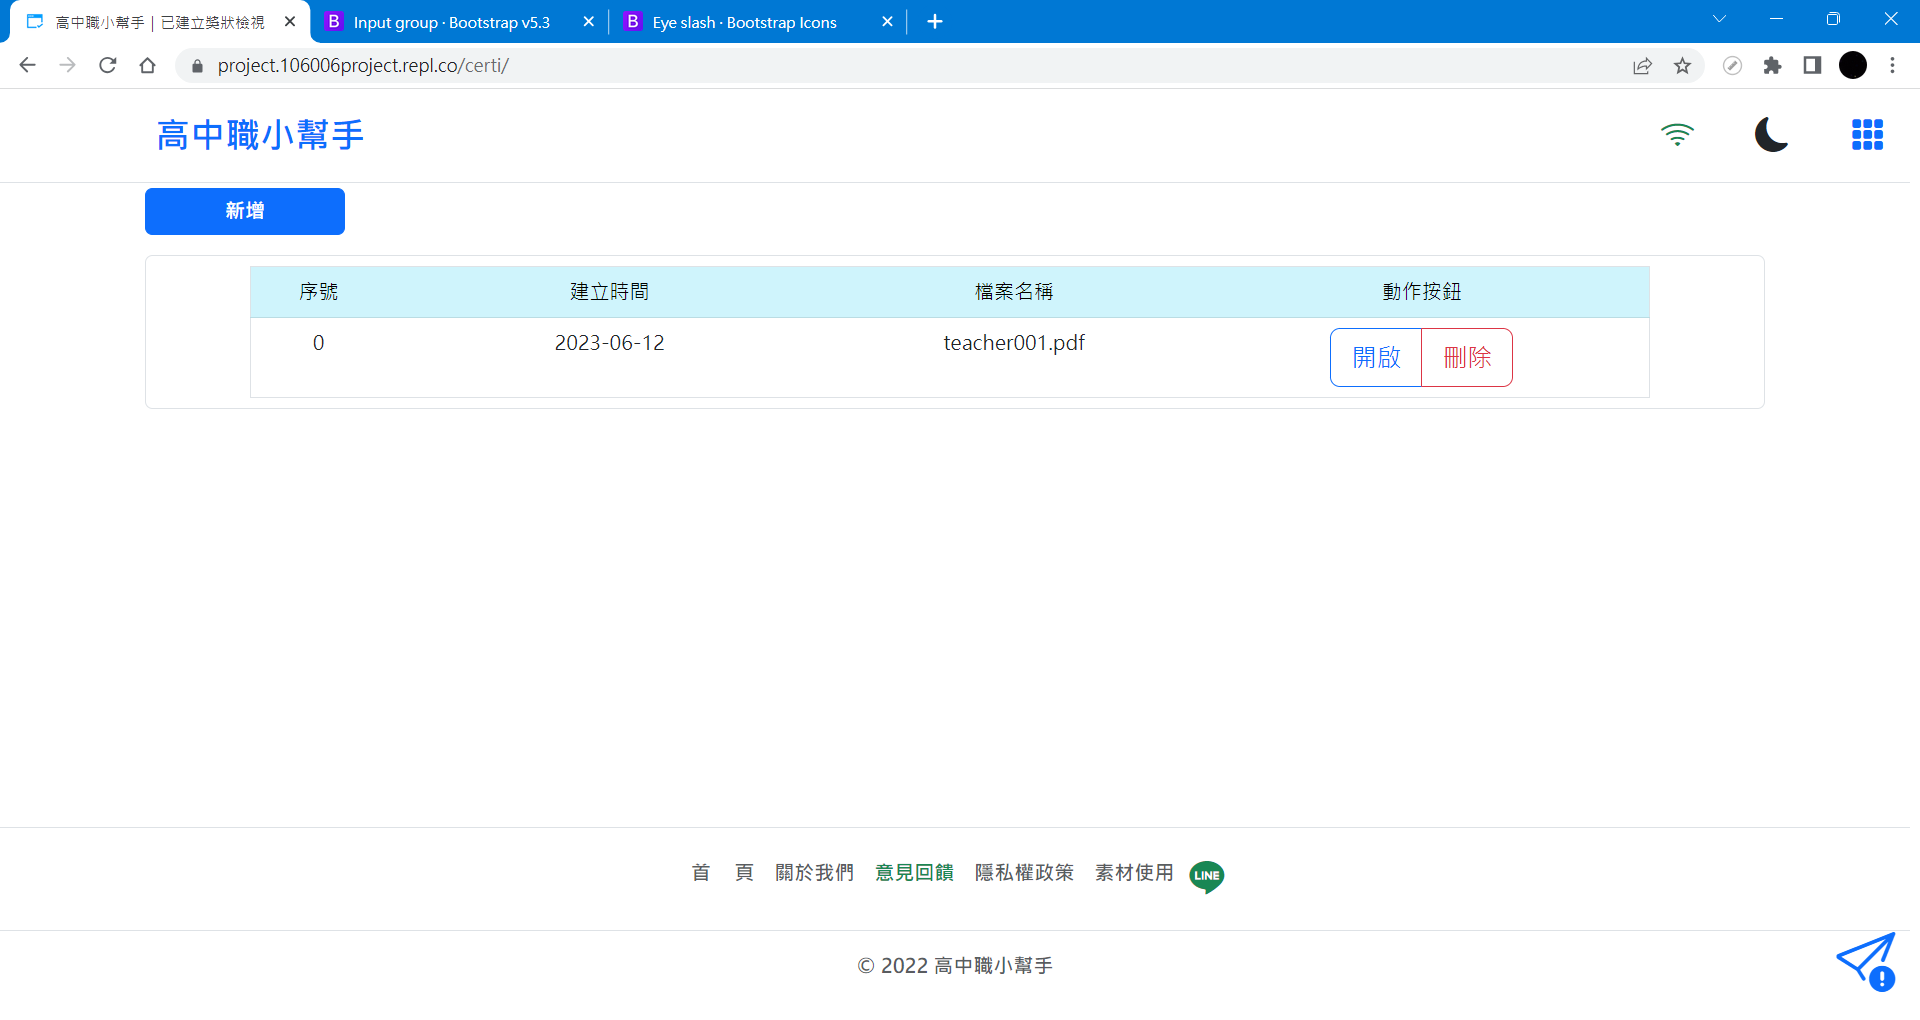 高中職小幫手 | 已建立獎狀檢視
Input group · Bootstrap v5.3
Eye slash · Bootstrap Icons
project.106006project.repl.co/certi/
高中職小幫手
新增
序號 建立時間 檔案名稱 動作按鈕
0 2023-06-12 teacher001.pdf 開啟 刪除
首 頁 關於我們 意見回饋 隱私權政策 素材使用 LINE
© 2022 高中職小幫手